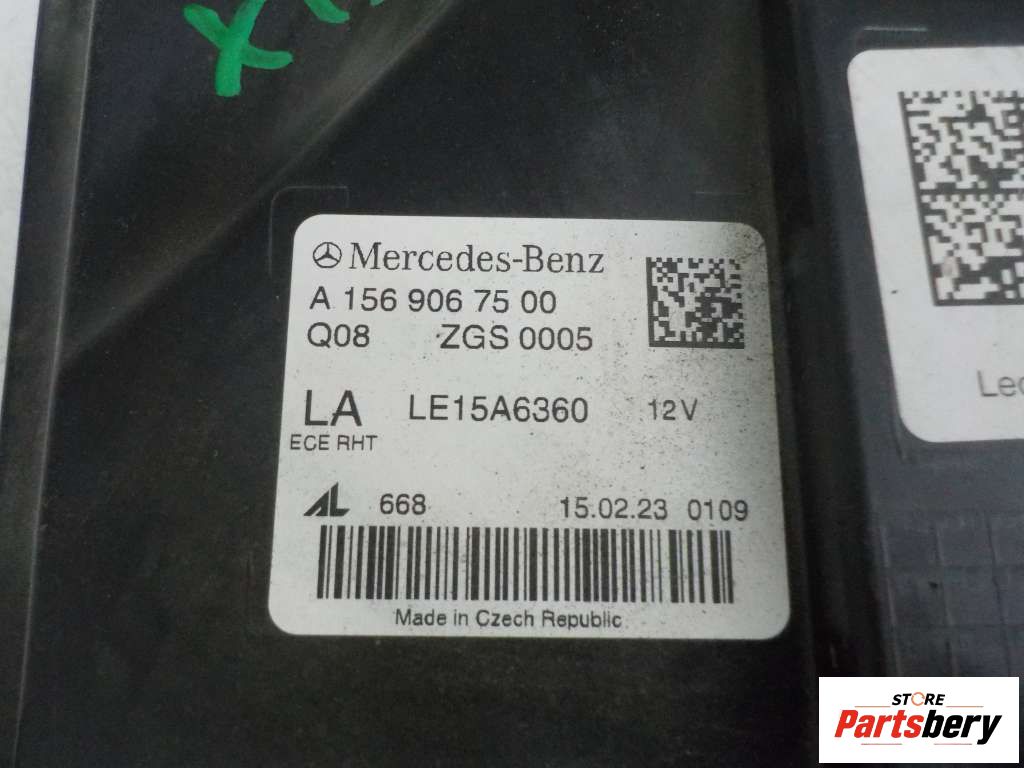 Mercedes-Benz
A 156 906 75 00
Q08 ZGS 0005
LA LE15A6360 12V
ECE RHT
AL 668 15.02.23 0109
Made in Czech Republic
STORE
Partsbery